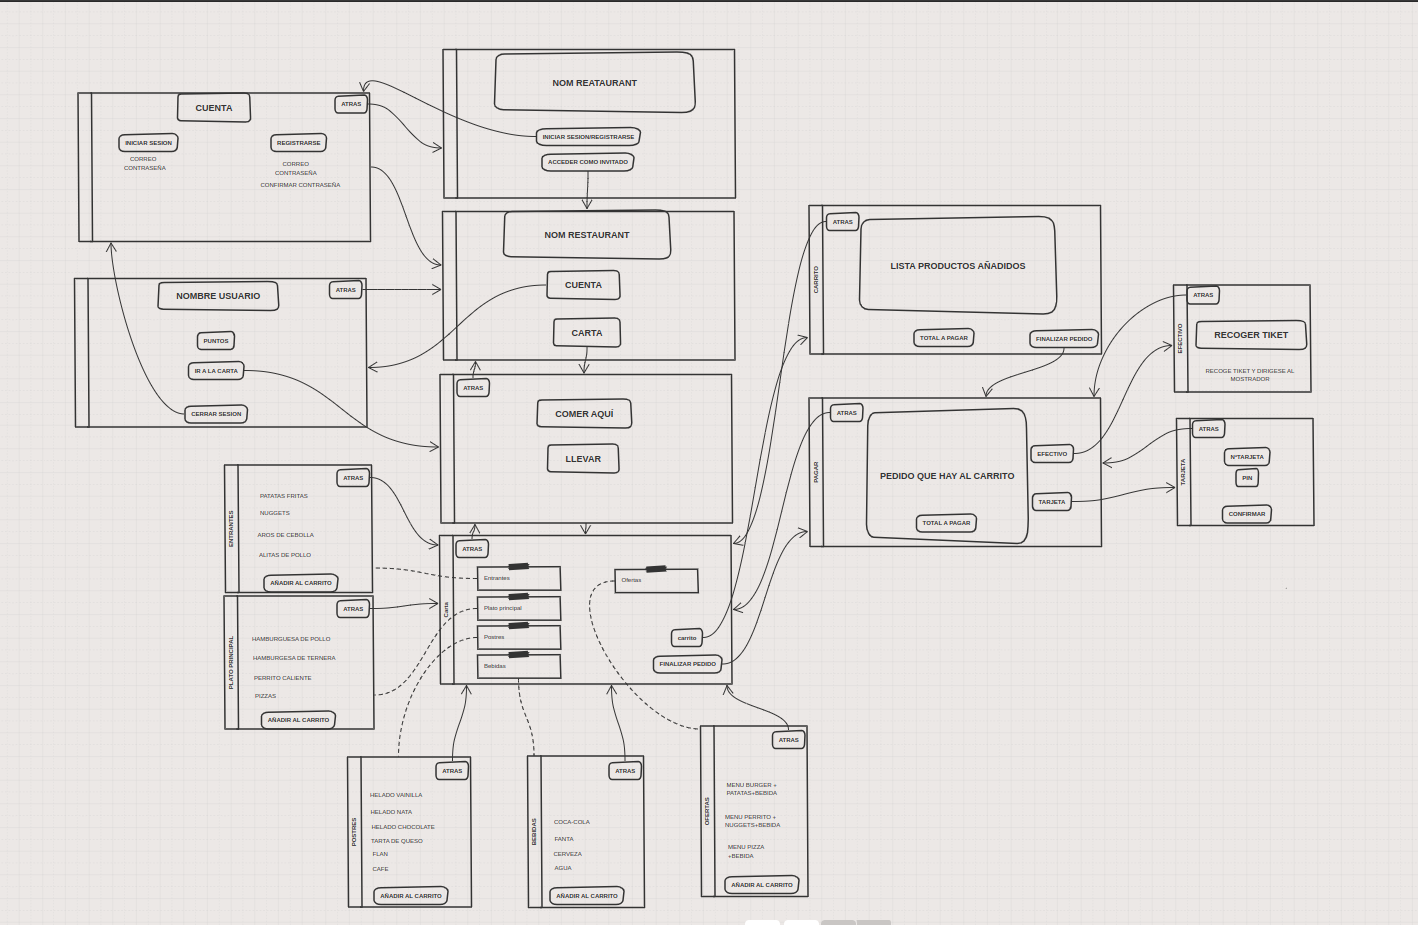 NOM REATAURANT
INICIAR SESION/REGISTRARSE
ACCEDER COMO INVITADO
CUENTA
ATRAS
INICIAR SESION
REGISTRARSE
CORREO
CONTRASEÑA
CORREO
CONTRASEÑA
CONFIRMAR CONTRASEÑA
NOM RESTAURANT
CUENTA
CARTA
NOMBRE USUARIO
ATRAS
PUNTOS
IR A LA CARTA
CERRAR SESION
ATRAS
COMER AQUÍ
LLEVAR
CARRITO
ATRAS
LISTA PRODUCTOS AÑADIDOS
TOTAL A PAGAR
FINALIZAR PEDIDO
EFECTIVO
ATRAS
RECOGER TIKET
RECOGE TIKET Y DIRIGESE AL
MOSTRADOR
PAGAR
ATRAS
PEDIDO QUE HAY AL CARRITO
EFECTIVO
TARJETA
TOTAL A PAGAR
TARJETA
ATRAS
NºTARJETA
PIN
CONFIRMAR
ENTRANTES
ATRAS
PATATAS FRITAS
NUGGETS
AROS DE CEBOLLA
ALITAS DE POLLO
AÑADIR AL CARRITO
Carta
ATRAS
Entrantes
Plato principal
Postres
Bebidas
Ofertas
carrito
FINALIZAR PEDIDO
PLATO PRINCIPAL
ATRAS
HAMBURGUESA DE POLLO
HAMBURGESA DE TERNERA
PERRITO CALIENTE
PIZZAS
AÑADIR AL CARRITO
POSTRES
ATRAS
HELADO VAINILLA
HELADO NATA
HELADO CHOCOLATE
TARTA DE QUESO
FLAN
CAFE
AÑADIR AL CARRITO
BEBIDAS
ATRAS
COCA-COLA
FANTA
CERVEZA
AGUA
AÑADIR AL CARRITO
OFERTAS
ATRAS
MENU BURGER +
PATATAS+BEBIDA
MENU PERRITO +
NUGGETS+BEBIDA
MENU PIZZA
+BEBIDA
AÑADIR AL CARRITO